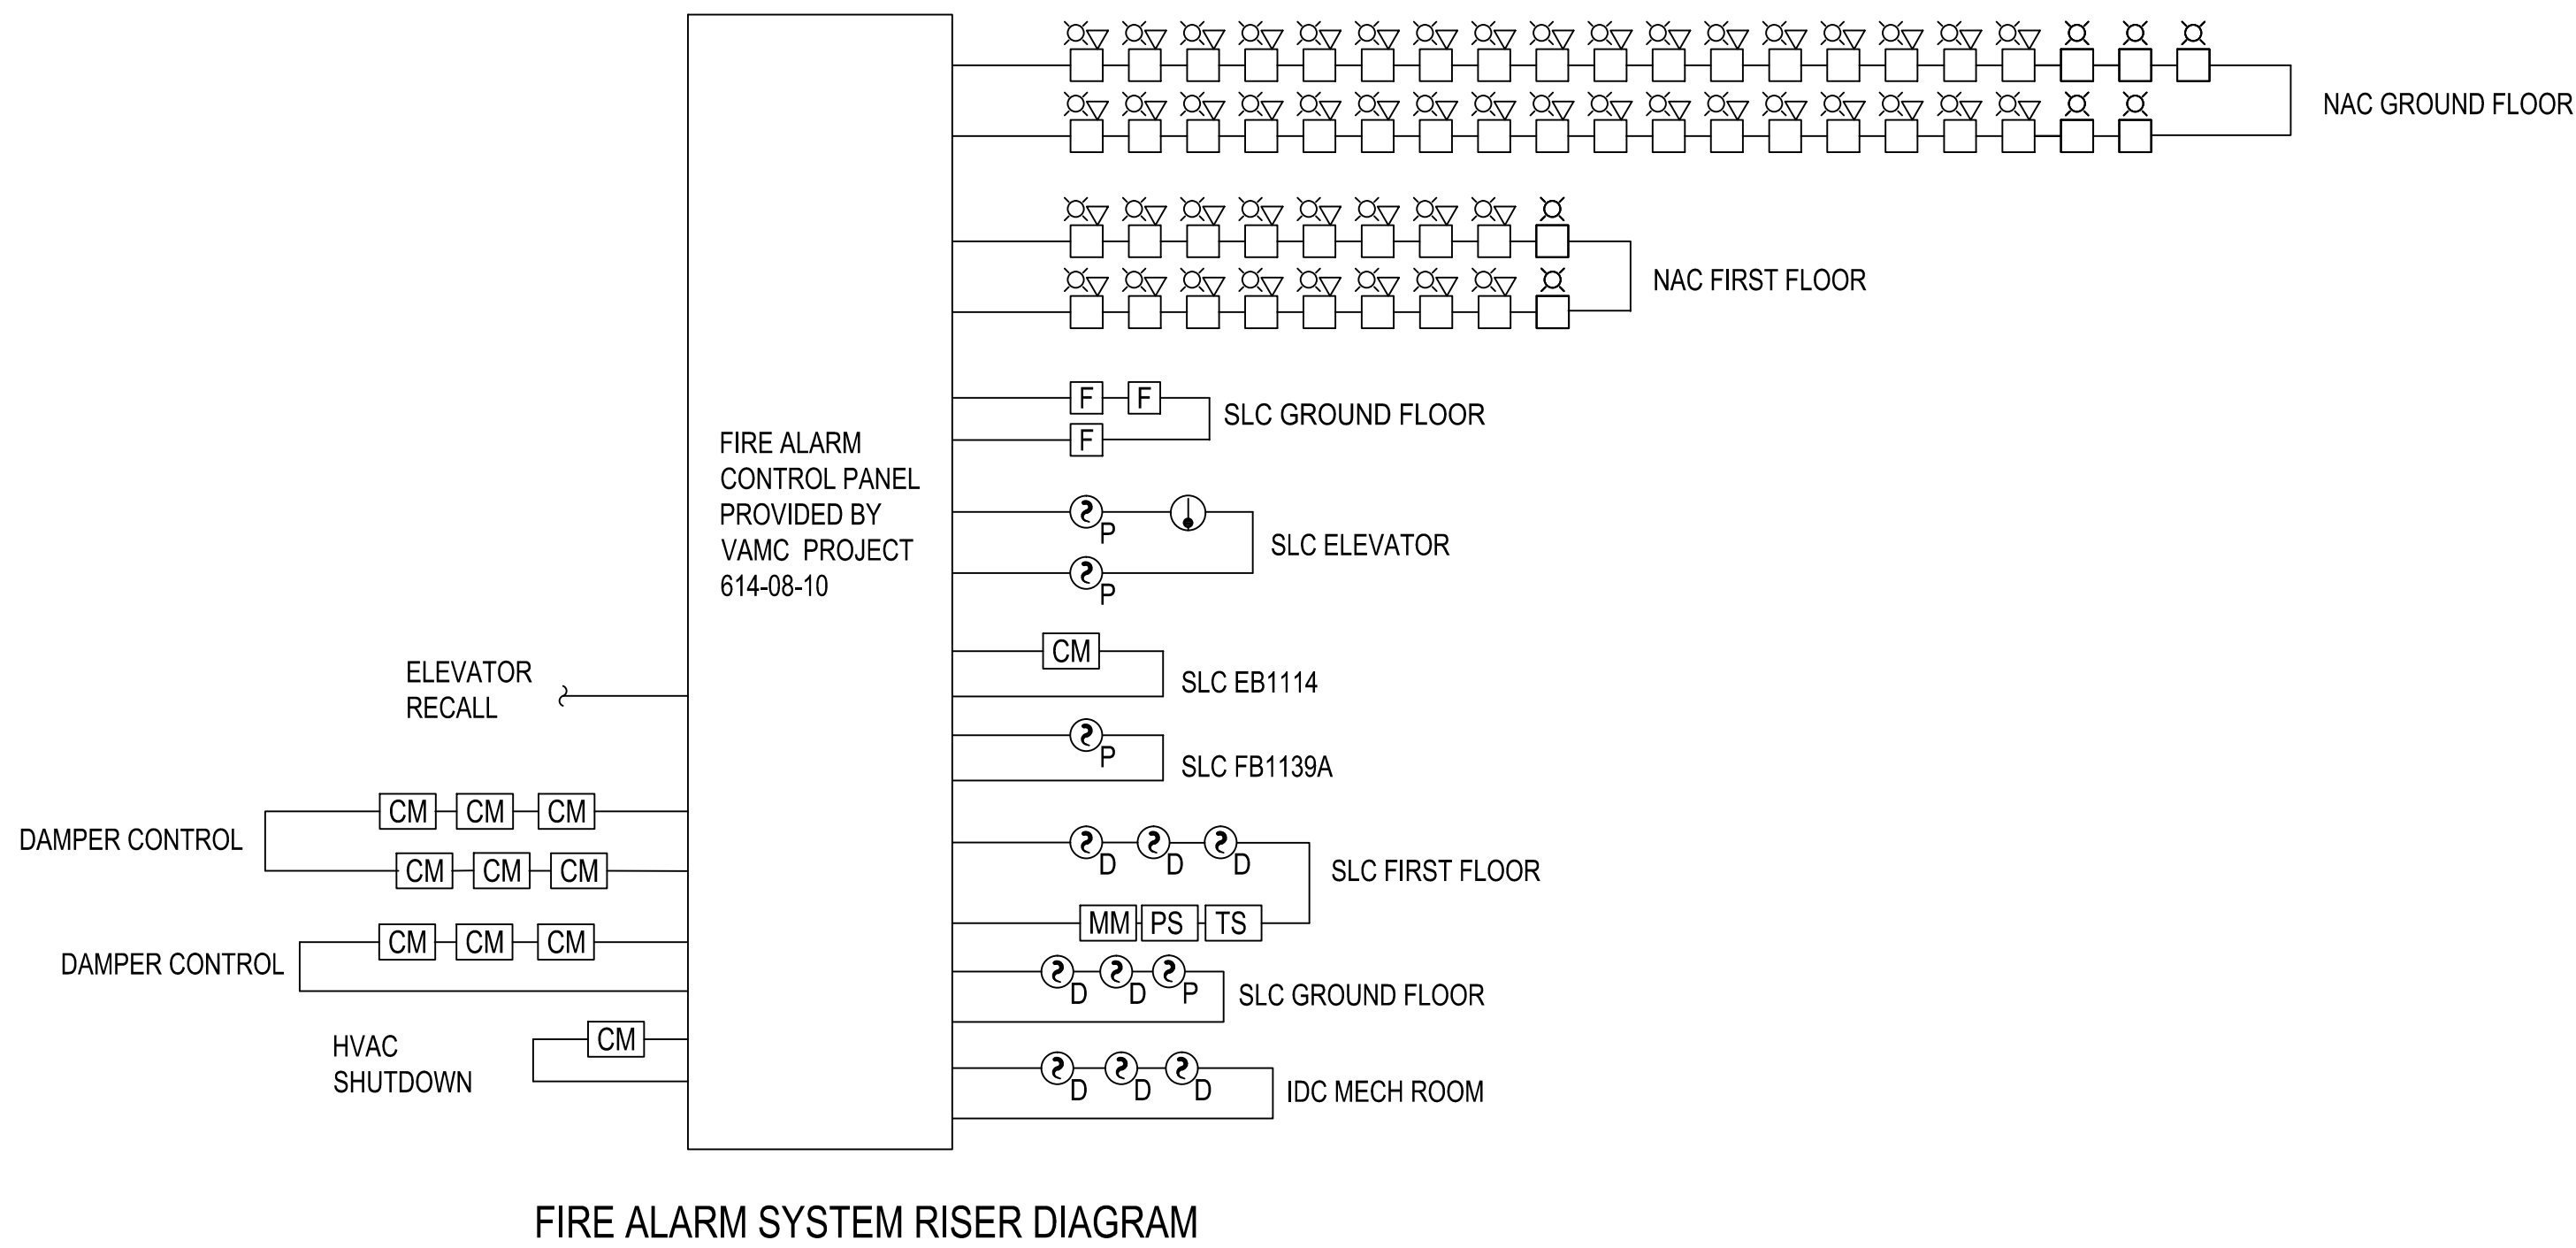 NAC GROUND FLOOR
NAC FIRST FLOOR
F F
SLC GROUND FLOOR
F
FIRE ALARM
CONTROL PANEL
PROVIDED BY
VAMC PROJECT
614-08-10
P
SLC ELEVATOR
P
CM
SLC EB1114
ELEVATOR
RECALL
P
SLC FB1139A
CM CM CM
DAMPER CONTROL
CM CM CM
D D D
SLC FIRST FLOOR
MM PS TS
CM CM CM
DAMPER CONTROL
D D P
SLC GROUND FLOOR
CM
HVAC
SHUTDOWN
D D D
IDC MECH ROOM
FIRE ALARM SYSTEM RISER DIAGRAM